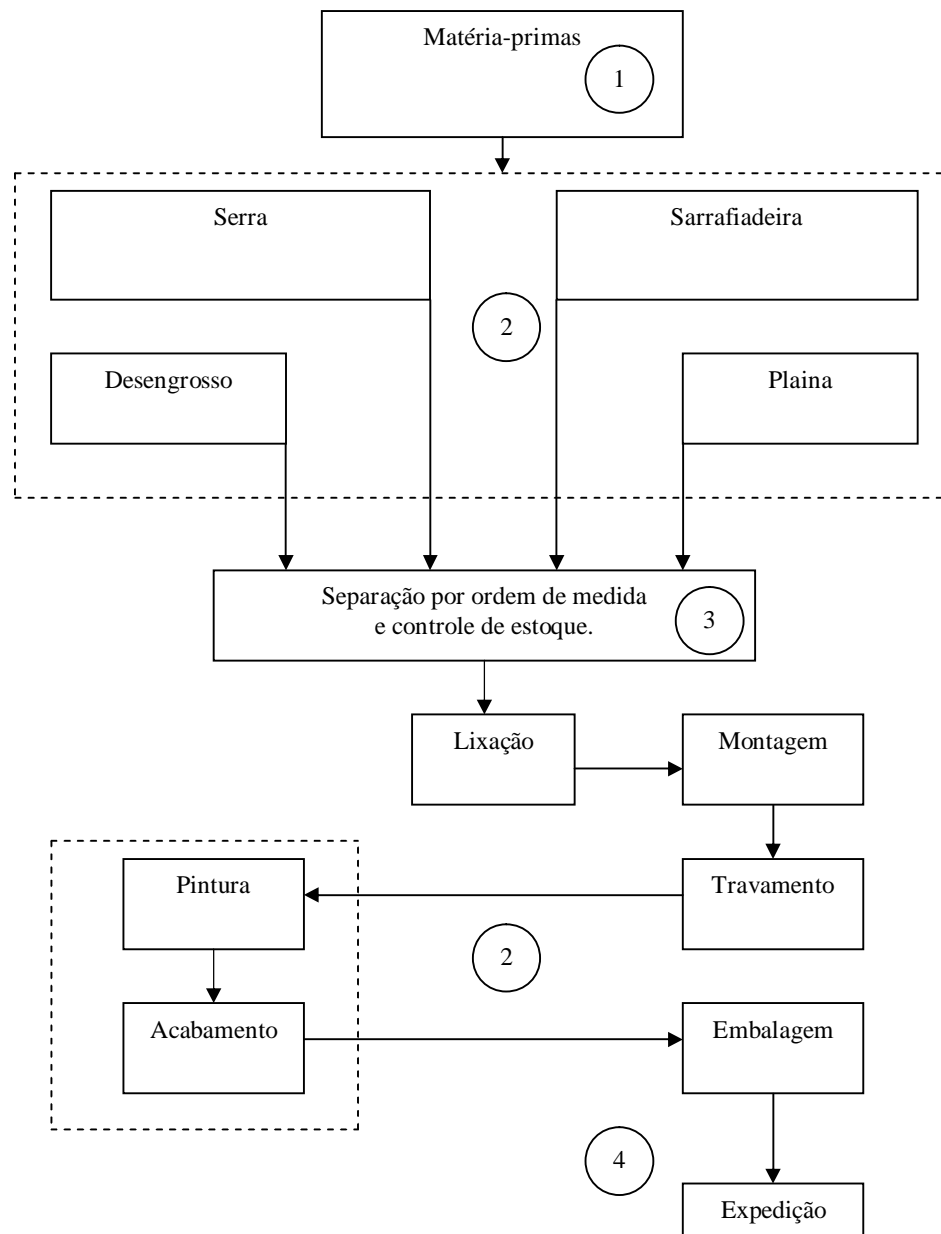 Matéria-primas
1
Serra
Sarrafiadeira
2
Desengrosso
Plaina
Separação por ordem de medida
e controle de estoque.
3
Lixação
Montagem
Pintura
Travamento
2
Acabamento
Embalagem
4
Expedição